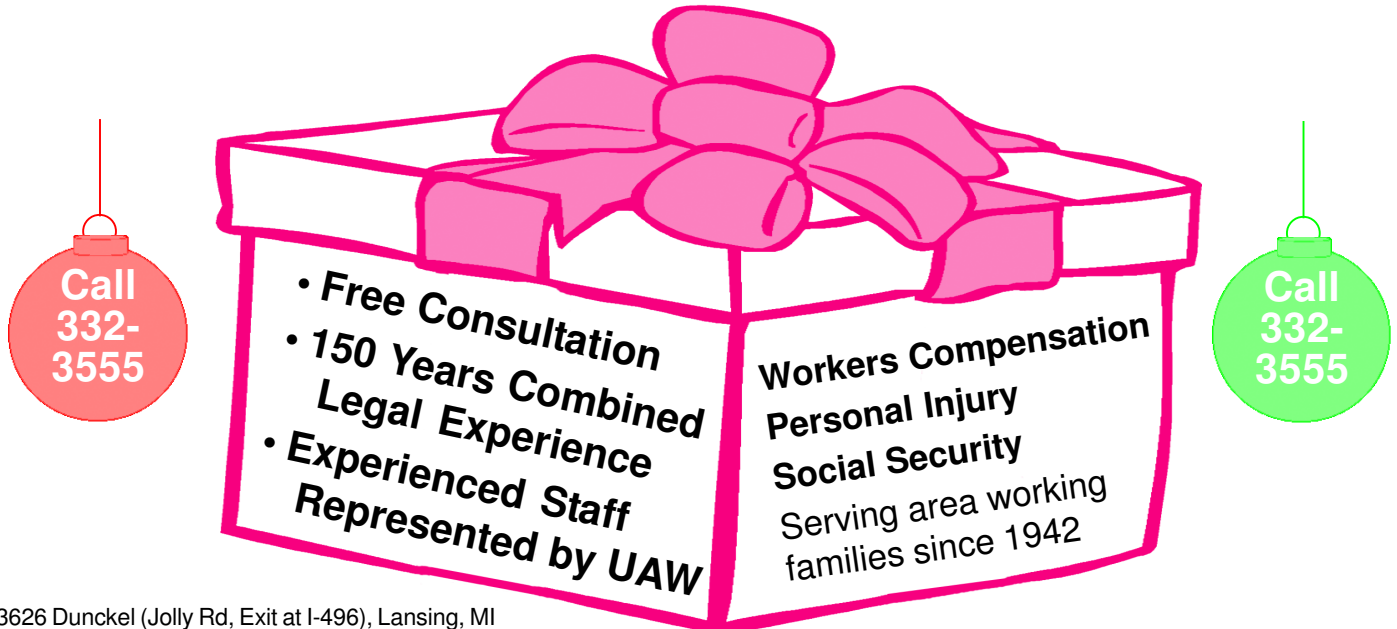 Call
332-
3555
• Free Consultation
• 150 Years Combined
Legal Experience
• Experienced Staff
Represented by UAW
Workers Compensation
Personal Injury
Social Security
Serving area working
families since 1942
Call
332-
3555
3626 Dunckel (Jolly Rd, Exit at I-496), Lansing, MI